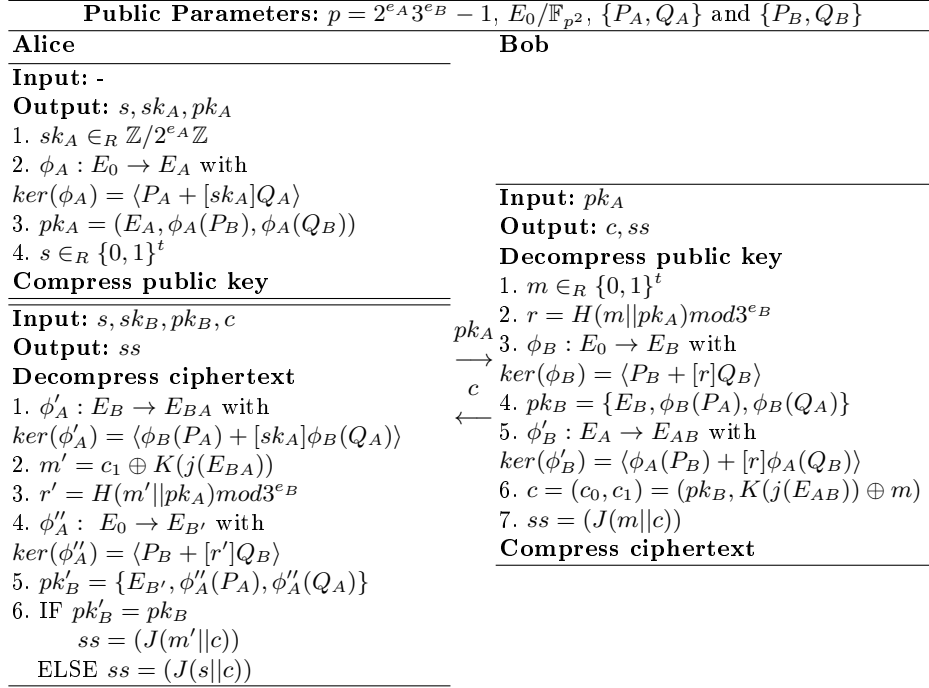 Public Parameters: p = 2^{e_A}3^{e_B} − 1, E_0/𝔽_{p^2}, {P_A, Q_A} and {P_B, Q_B}
Alice
Input: -
Output: s, sk_A, pk_A
1. sk_A ∈_R ℤ/2^{e_A}ℤ
2. ϕ_A : E_0 → E_A with
ker(ϕ_A) = ⟨P_A + [sk_A]Q_A⟩
3. pk_A = (E_A, ϕ_A(P_B), ϕ_A(Q_B))
4. s ∈_R {0, 1}^t
Compress public key
Input: s, sk_B, pk_B, c
Output: ss
Decompress ciphertext
1. ϕ′_A : E_B → E_{BA} with
ker(ϕ′_A) = ⟨ϕ_B(P_A) + [sk_A]ϕ_B(Q_A)⟩
2. m′ = c_1 ⊕ K(j(E_{BA}))
3. r′ = H(m′||pk_A)mod3^{e_B}
4. ϕ″_A : E_0 → E_{B′} with
ker(ϕ″_A) = ⟨P_B + [r′]Q_B⟩
5. pk′_B = {E_{B′}, ϕ″_A(P_A), ϕ″_A(Q_A)}
6. IF pk′_B = pk_B
ss = (J(m′||c))
ELSE ss = (J(s||c))
pk_A
⟶
c
⟵
Bob
Input: pk_A
Output: c, ss
Decompress public key
1. m ∈_R {0, 1}^t
2. r = H(m||pk_A)mod3^{e_B}
3. ϕ_B : E_0 → E_B with
ker(ϕ_B) = ⟨P_B + [r]Q_B⟩
4. pk_B = {E_B, ϕ_B(P_A), ϕ_B(Q_A)}
5. ϕ′_B : E_A → E_{AB} with
ker(ϕ′_B) = ⟨ϕ_A(P_B) + [r]ϕ_A(Q_B)⟩
6. c = (c_0, c_1) = (pk_B, K(j(E_{AB})) ⊕ m)
7. ss = (J(m||c))
Compress ciphertext